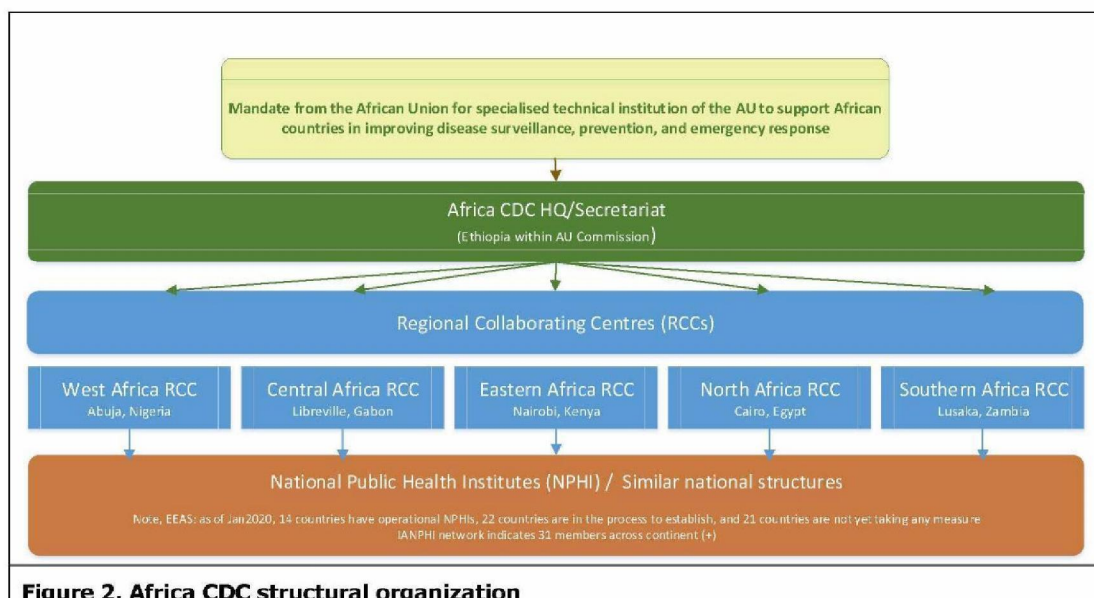 Mandate from the African Union for specialised technical institution of the AU to support African
countries in improving disease surveillance, prevention, and emergency response
Africa CDC HQ/Secretariat
(Ethiopia within AU Commission)
Regional Collaborating Centres (RCCs)
West Africa RCC
Abuja, Nigeria
Central Africa RCC
Libreville, Gabon
Eastern Africa RCC
Nairobi, Kenya
North Africa RCC
Cairo, Egypt
Southern Africa RCC
Lusaka, Zambia
National Public Health Institutes (NPHI) / Similar national structures
Note, EEAS: as of Jan2020, 14 countries have operational NPHIs, 22 countries are in the process to establish, and 21 countries are not yet taking any measure
IANPHI network indicates 31 members across continent (+)
Figure 2. Africa CDC structural organization